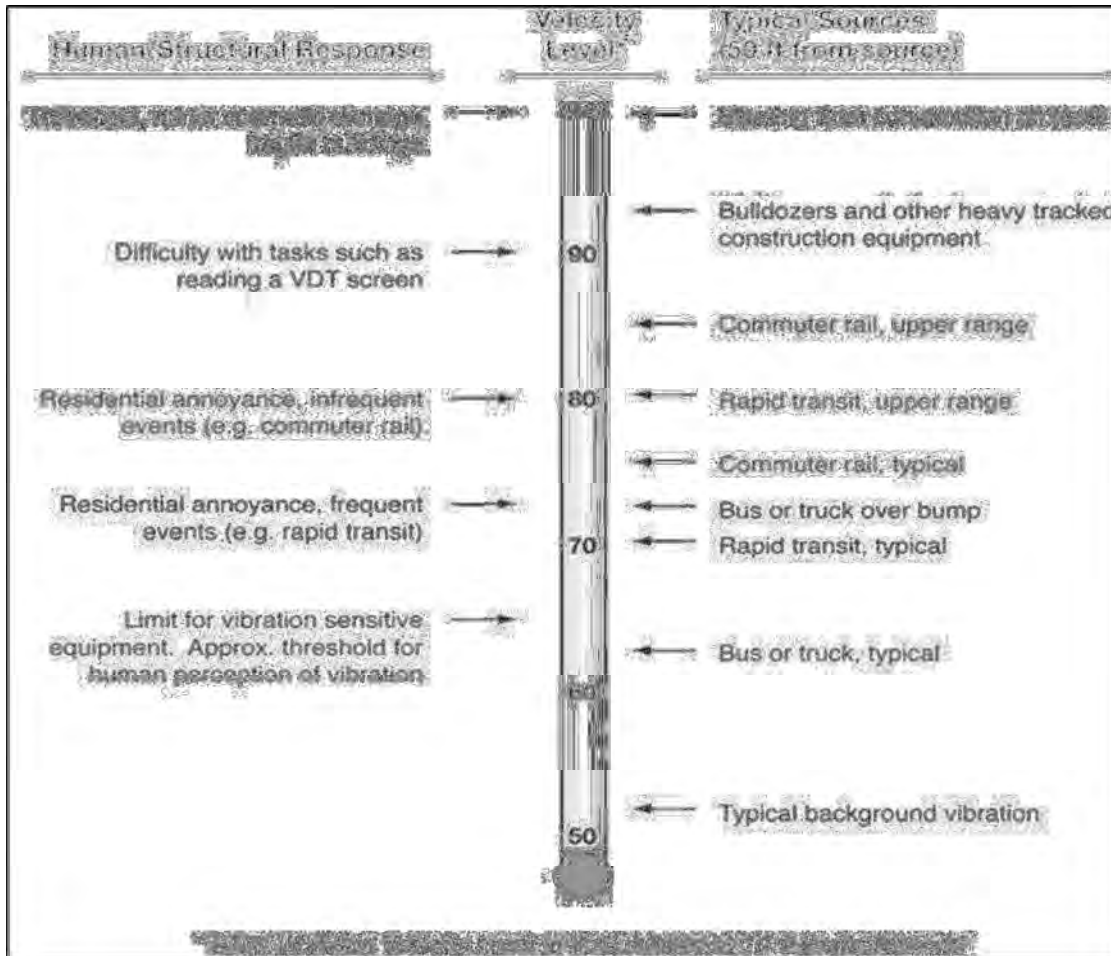 Human/Structural Response
Velocity
Level
Typical Sources
(50 ft from source)
Bulldozers and other heavy tracked
construction equipment
Difficulty with tasks such as
reading a VDT screen
90
Commuter rail, upper range
Residential annoyance, infrequent
events (e.g. commuter rail)
80
Rapid transit, upper range
Commuter rail, typical
Residential annoyance, frequent
events (e.g. rapid transit)
Bus or truck over bump
70
Rapid transit, typical
Limit for vibration sensitive
equipment. Approx. threshold for
human perception of vibration
Bus or truck, typical
60
Typical background vibration
50